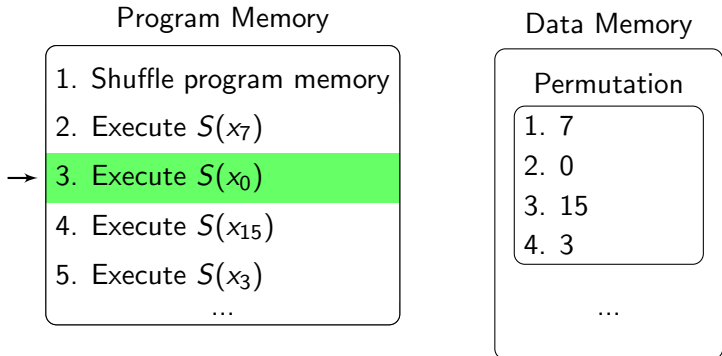 Program Memory
1. Shuffle program memory
2. Execute S(x₇)
→ 3. Execute S(x₀)
4. Execute S(x₁₅)
5. Execute S(x₃)
...
Data Memory
Permutation
1. 7
2. 0
3. 15
4. 3
...